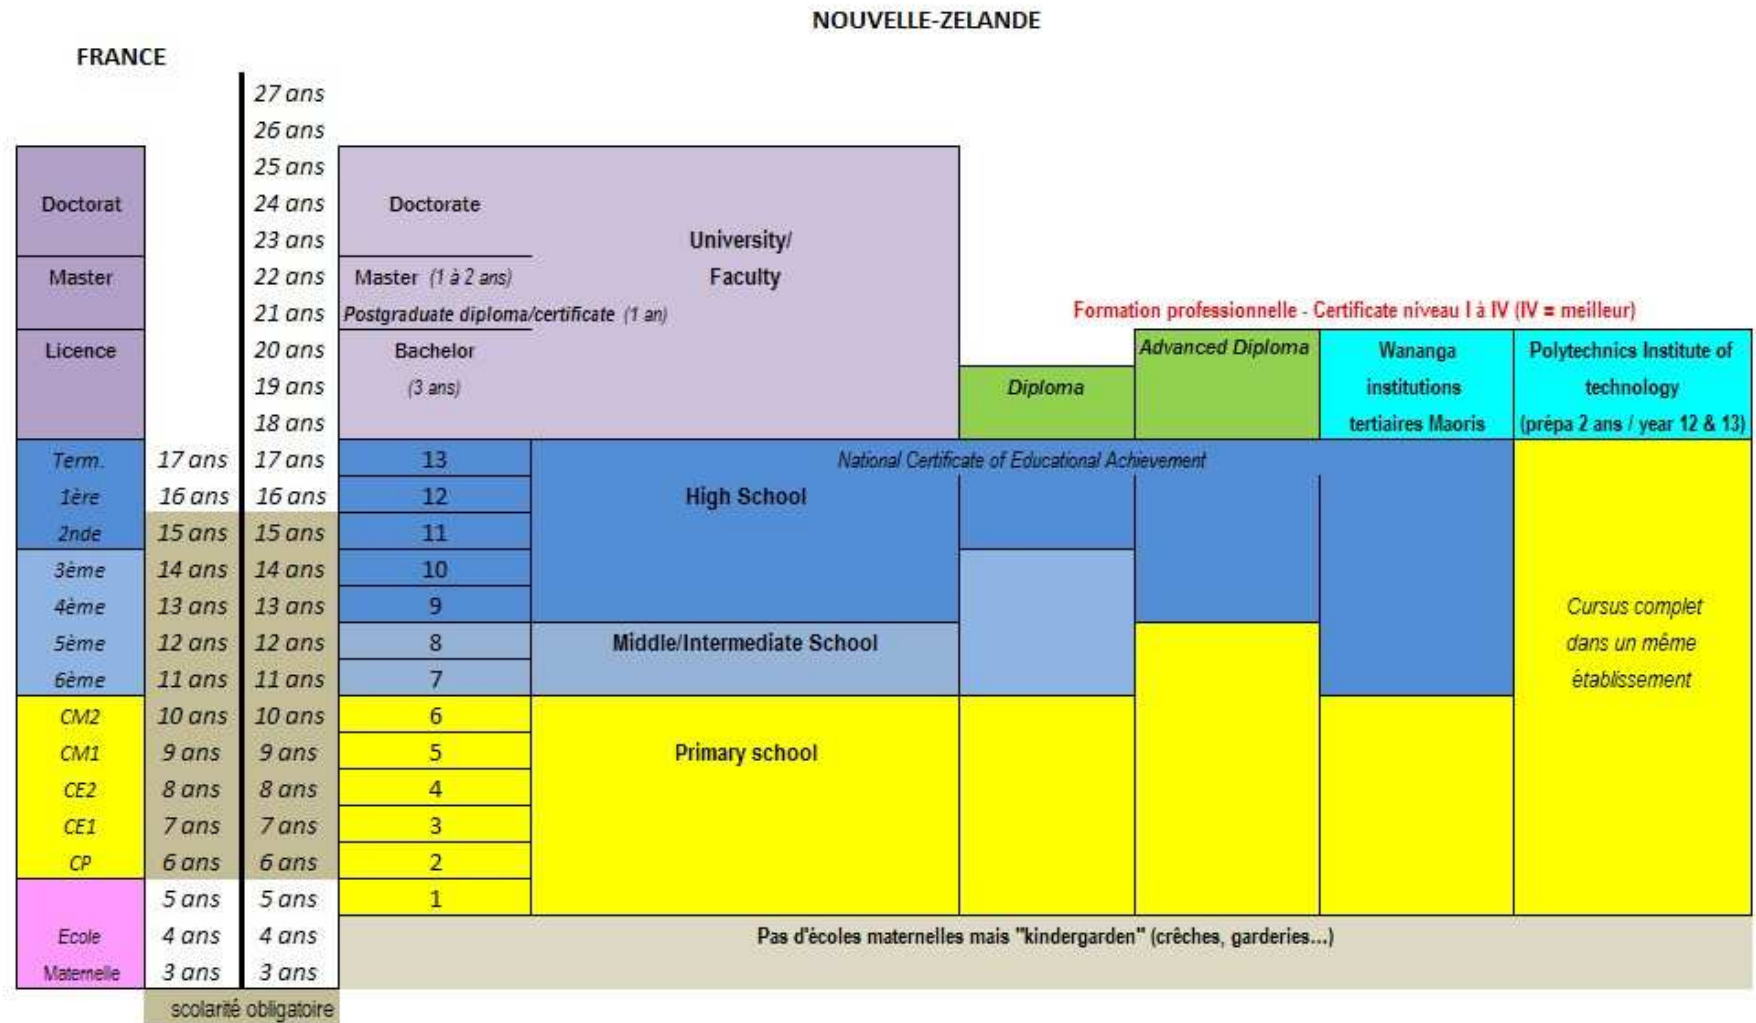 NOUVELLE-ZELANDE
FRANCE
27 ans
26 ans
25 ans
Doctorat 24 ans Doctorate
23 ans University/
Master 22 ans Master (1 à 2 ans) Faculty
21 ans Postgraduate diploma/certificate (1 an) Formation professionnelle - Certificate niveau I à IV (IV = meilleur)
Licence 20 ans Bachelor Advanced Diploma Wananga Polytechnics Institute of
19 ans (3 ans) Diploma institutions technology
18 ans tertiaires Maoris (prépa 2 ans / year 12 & 13)
Term. 17 ans 17 ans 13 National Certificate of Educational Achievement
1ère 16 ans 16 ans 12 High School
2nde 15 ans 15 ans 11
3ème 14 ans 14 ans 10
4ème 13 ans 13 ans 9 Cursus complet
5ème 12 ans 12 ans 8 Middle/Intermediate School dans un même
6ème 11 ans 11 ans 7 établissement
CM2 10 ans 10 ans 6
CM1 9 ans 9 ans 5 Primary school
CE2 8 ans 8 ans 4
CE1 7 ans 7 ans 3
CP 6 ans 6 ans 2
5 ans 5 ans 1
Ecole 4 ans 4 ans Pas d'écoles maternelles mais "kindergarden" (crêches, garderies...)
Maternelle 3 ans 3 ans
scolarité obligatoire